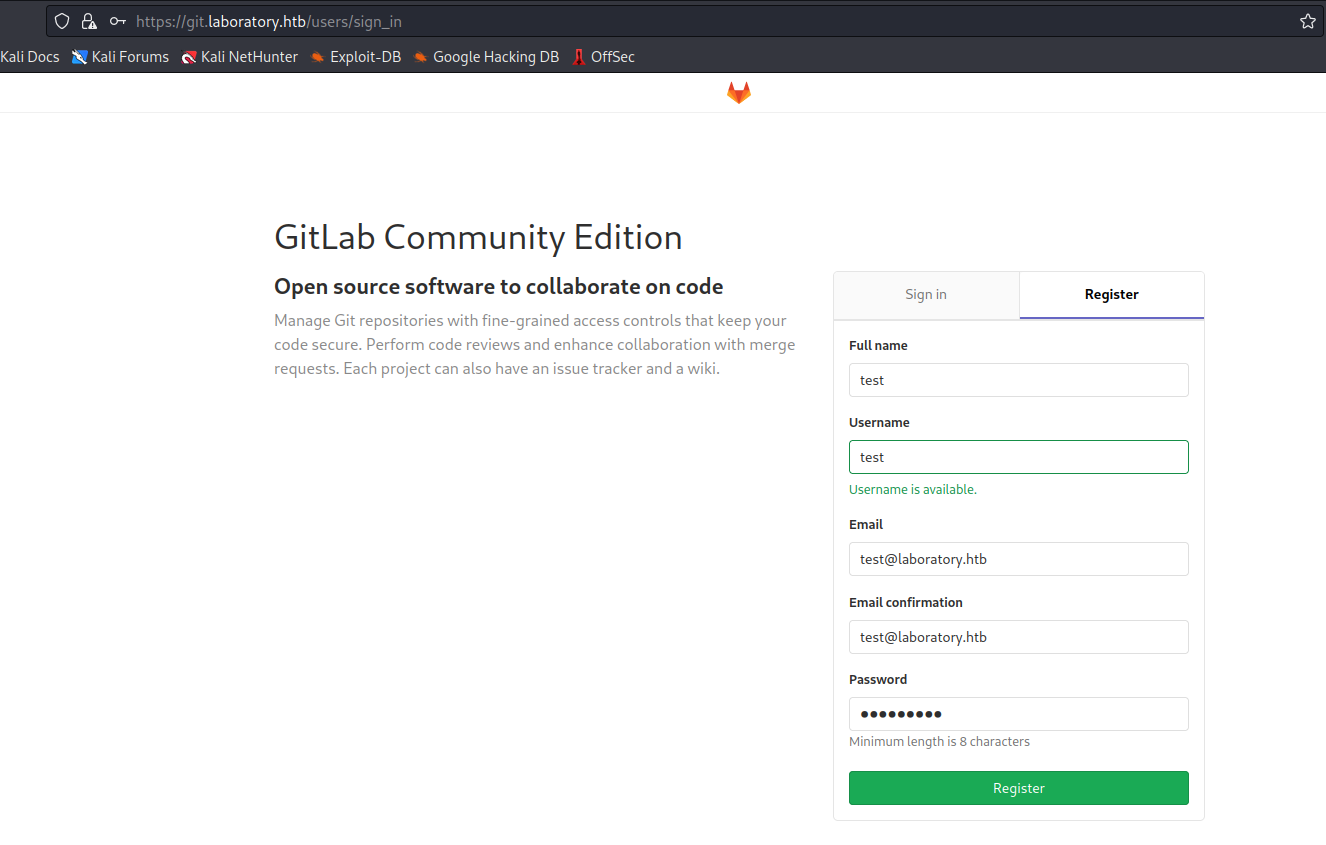 https://git.laboratory.htb/users/sign_in
Kali Docs Kali Forums Kali NetHunter Exploit-DB Google Hacking DB OffSec
GitLab Community Edition
Open source software to collaborate on code
Manage Git repositories with fine-grained access controls that keep your
code secure. Perform code reviews and enhance collaboration with merge
requests. Each project can also have an issue tracker and a wiki.
Sign in Register
Full name
test
Username
test
Username is available.
Email
test@laboratory.htb
Email confirmation
test@laboratory.htb
Password
●●●●●●●●●
Minimum length is 8 characters
Register